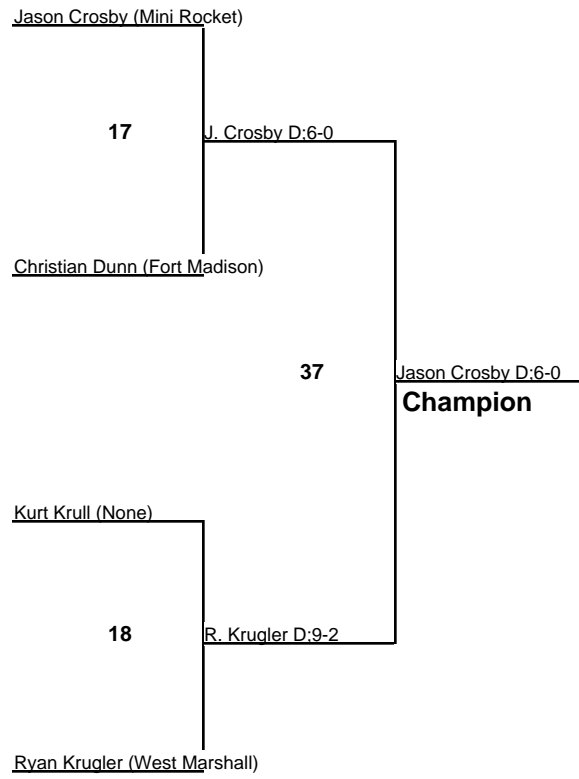 Jason Crosby (Mini Rocket)
17
J. Crosby D;6-0
Christian Dunn (Fort Madison)
37
Jason Crosby D;6-0
Champion
Kurt Krull (None)
18
R. Krugler D;9-2
Ryan Krugler (West Marshall)